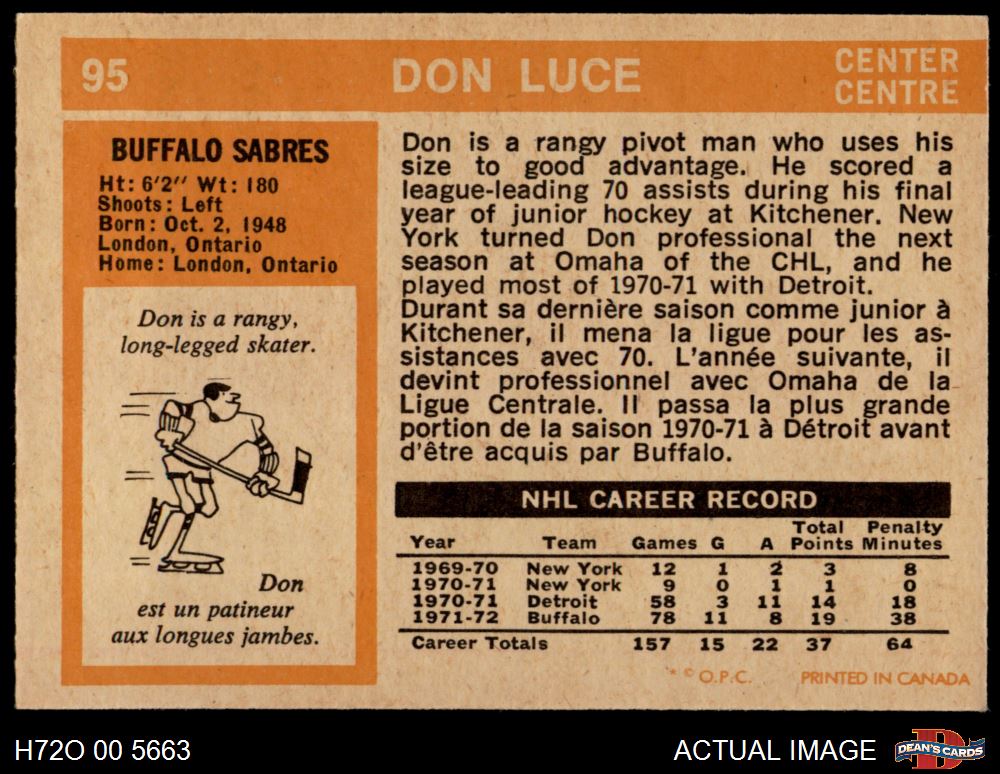 95 DON LUCE CENTER
CENTRE
BUFFALO SABRES
Ht: 6'2" Wt: 180
Shoots: Left
Born: Oct. 2, 1948
London, Ontario
Home: London, Ontario
Don is a rangy,
long-legged skater.
Don
est un patineur
aux longues jambes.
Don is a rangy pivot man who uses his
size to good advantage. He scored a
league-leading 70 assists during his final
year of junior hockey at Kitchener. New
York turned Don professional the next
season at Omaha of the CHL, and he
played most of 1970-71 with Detroit.
Durant sa dernière saison comme junior à
Kitchener, il mena la ligue pour les as-
sistances avec 70. L'année suivante, il
devint professionnel avec Omaha de la
Ligue Centrale. Il passa la plus grande
portion de la saison 1970-71 à Détroit avant
d'être acquis par Buffalo.
NHL CAREER RECORD
Total Penalty
Year Team Games G A Points Minutes
1969-70 New York 12 1 2 3 8
1970-71 New York 9 0 1 1 0
1970-71 Detroit 58 3 11 14 18
1971-72 Buffalo 78 11 8 19 38
Career Totals 157 15 22 37 64
* © O.P.C. PRINTED IN CANADA
H72O 00 5663 ACTUAL IMAGE DEAN'S CARDS